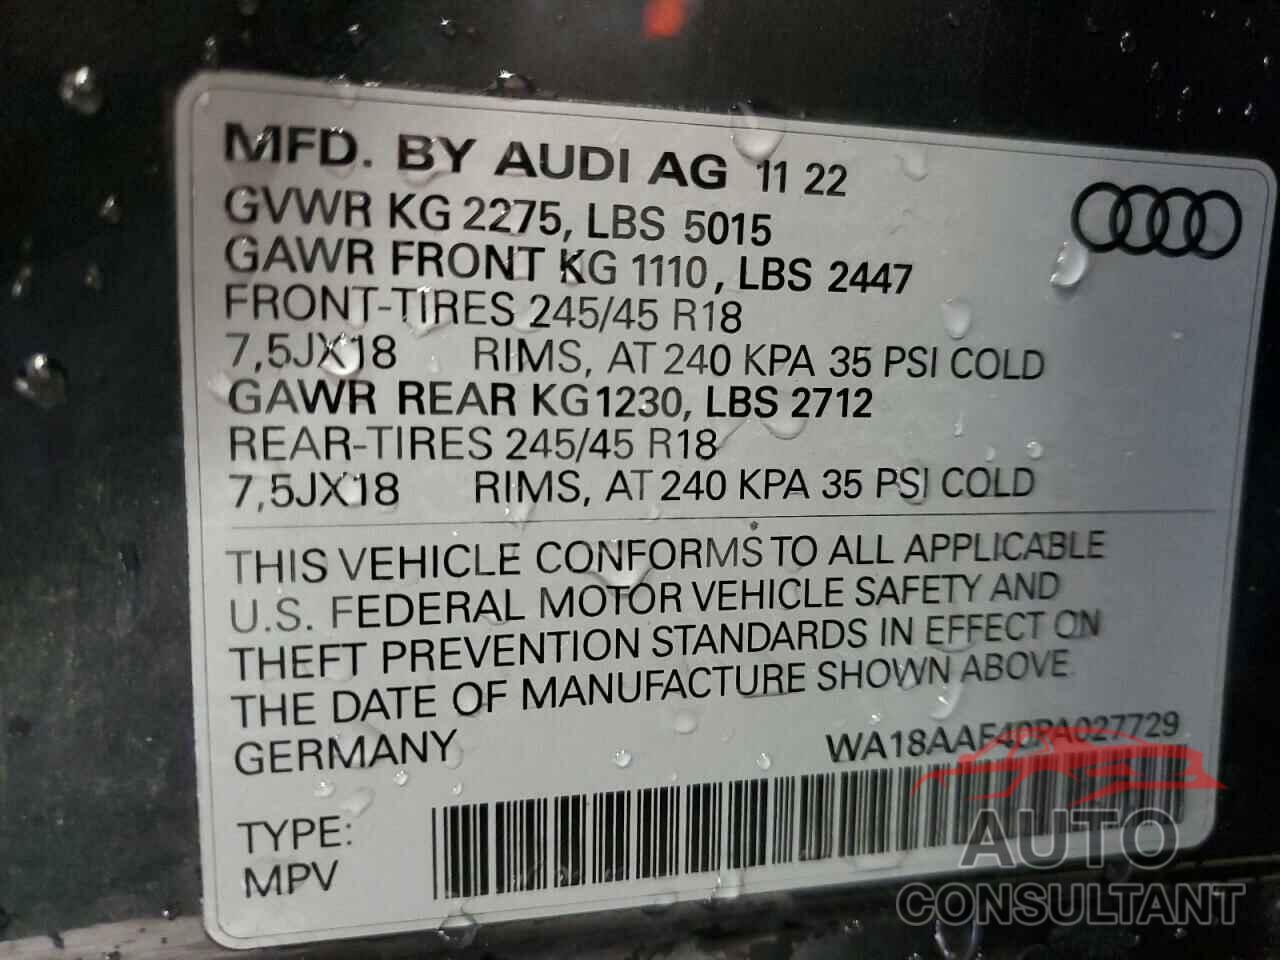 MFD. BY AUDI AG 11 22
GVWR KG 2275, LBS 5015
GAWR FRONT KG 1110, LBS 2447
FRONT-TIRES 245/45 R18
7,5JX18 RIMS, AT 240 KPA 35 PSI COLD
GAWR REAR KG1230, LBS 2712
REAR-TIRES 245/45 R18
7,5JX18 RIMS, AT 240 KPA 35 PSI COLD
THIS VEHICLE CONFORMS TO ALL APPLICABLE
U.S. FEDERAL MOTOR VEHICLE SAFETY AND
THEFT PREVENTION STANDARDS IN EFFECT ON
THE DATE OF MANUFACTURE SHOWN ABOVE
GERMANY WA18AAF40PA027729
TYPE:
MPV
AUTO
CONSULTANT